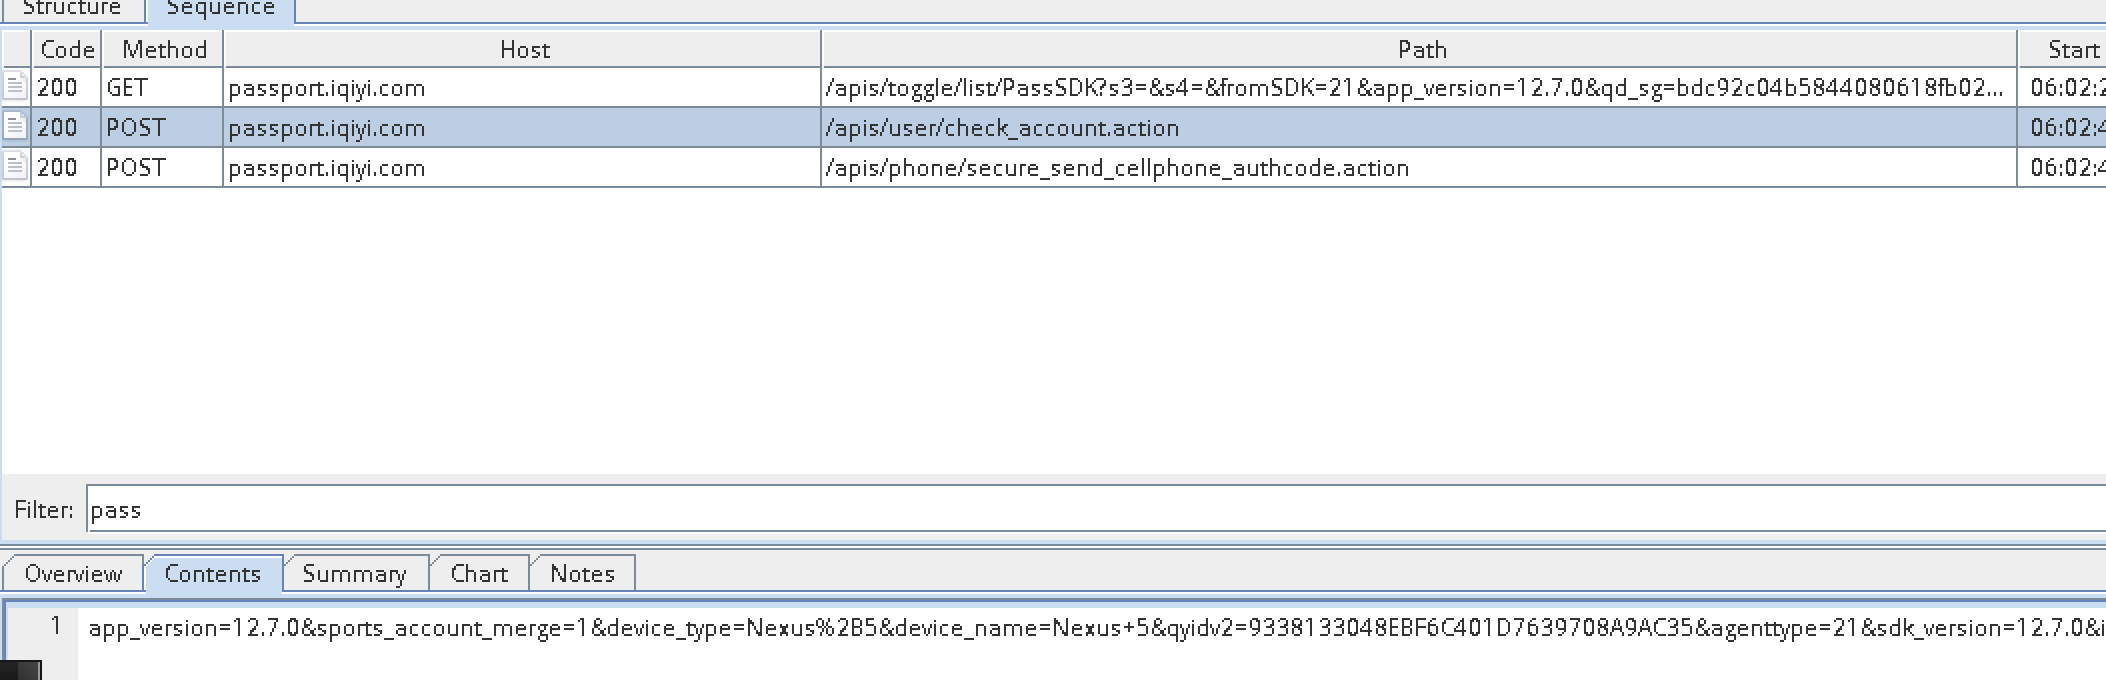 Structure Sequence
Code Method Host Path Start
200 GET passport.iqiyi.com /apis/toggle/list/PassSDK?s3=&s4=&fromSDK=21&app_version=12.7.0&qd_sg=bdc92c04b5844080618fb02... 06:02:2
200 POST passport.iqiyi.com /apis/user/check_account.action 06:02:4
200 POST passport.iqiyi.com /apis/phone/secure_send_cellphone_authcode.action 06:02:4
Filter: pass
Overview Contents Summary Chart Notes
1 app_version=12.7.0&sports_account_merge=1&device_type=Nexus%2B5&device_name=Nexus+5&qyidv2=9338133048EBF6C401D7639708A9AC35&agenttype=21&sdk_version=12.7.0&i